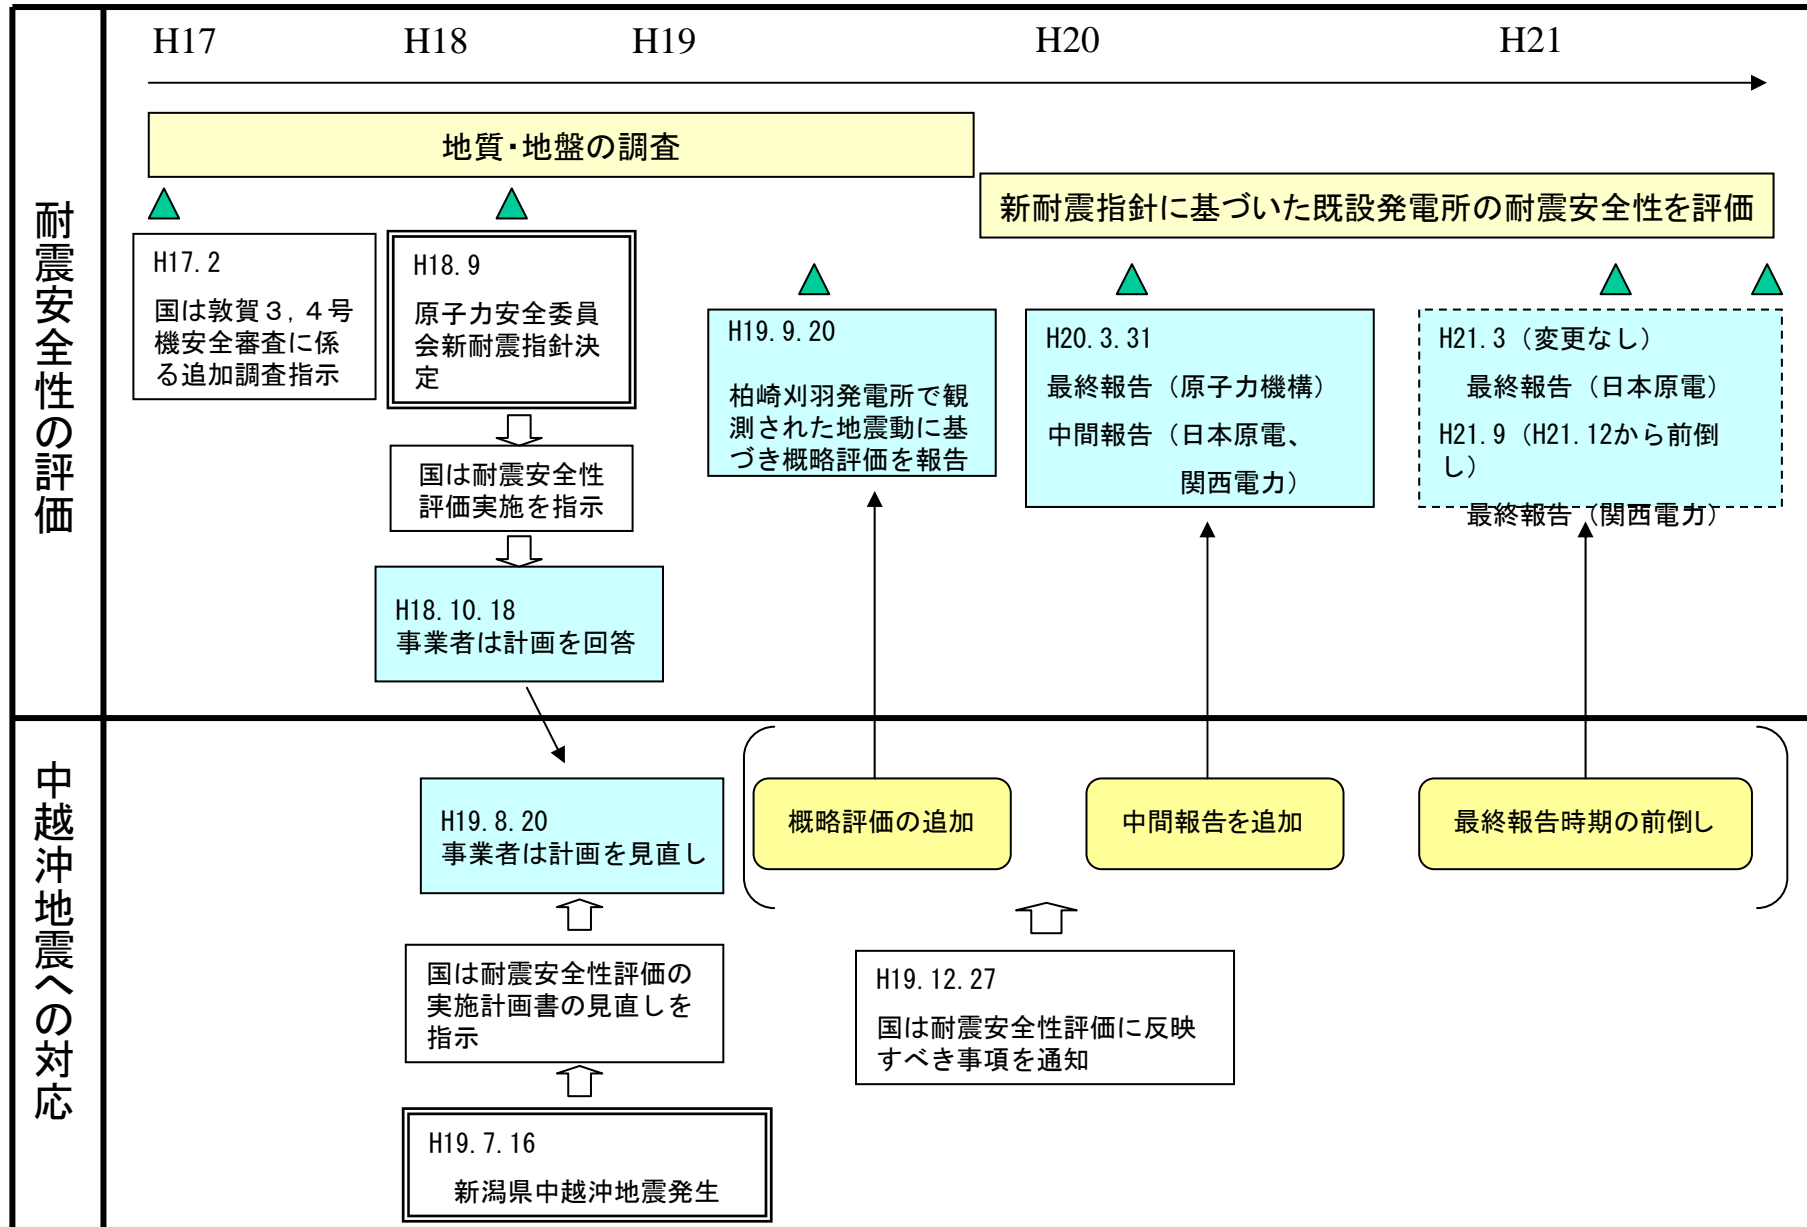 H17 H18 H19 H20 H21
耐震安全性の評価
地質・地盤の調査
新耐震指針に基づいた既設発電所の耐震安全性を評価
H17.2
国は敦賀３，４号
機安全審査に係
る追加調査指示
H18.9
原子力安全委員
会新耐震指針決
定
国は耐震安全性
評価実施を指示
H18.10.18
事業者は計画を回答
H19.9.20
柏崎刈羽発電所で観
測された地震動に基
づき概略評価を報告
H20.3.31
最終報告（原子力機構）
中間報告（日本原電、
関西電力）
H21.3（変更なし）
最終報告（日本原電）
H21.9（H21.12から前倒
し）
最終報告（関西電力）
中越沖地震への対応
H19.8.20
事業者は計画を見直し
概略評価の追加
中間報告を追加
最終報告時期の前倒し
国は耐震安全性評価の
実施計画書の見直しを
指示
H19.12.27
国は耐震安全性評価に反映
すべき事項を通知
H19.7.16
新潟県中越沖地震発生